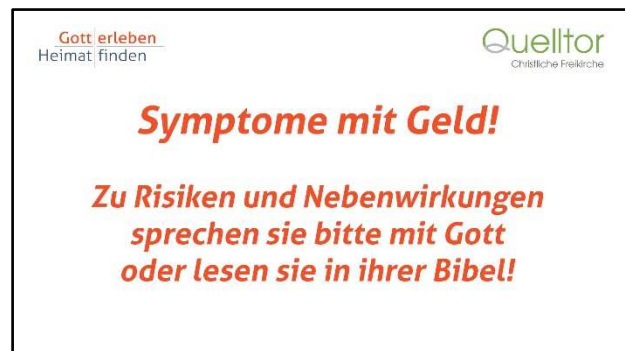 Gott erleben
Heimat finden
Quelltor
Christliche Freikirche
Symptome mit Geld!
Zu Risiken und Nebenwirkungen
sprechen sie bitte mit Gott
oder lesen sie in ihrer Bibel!